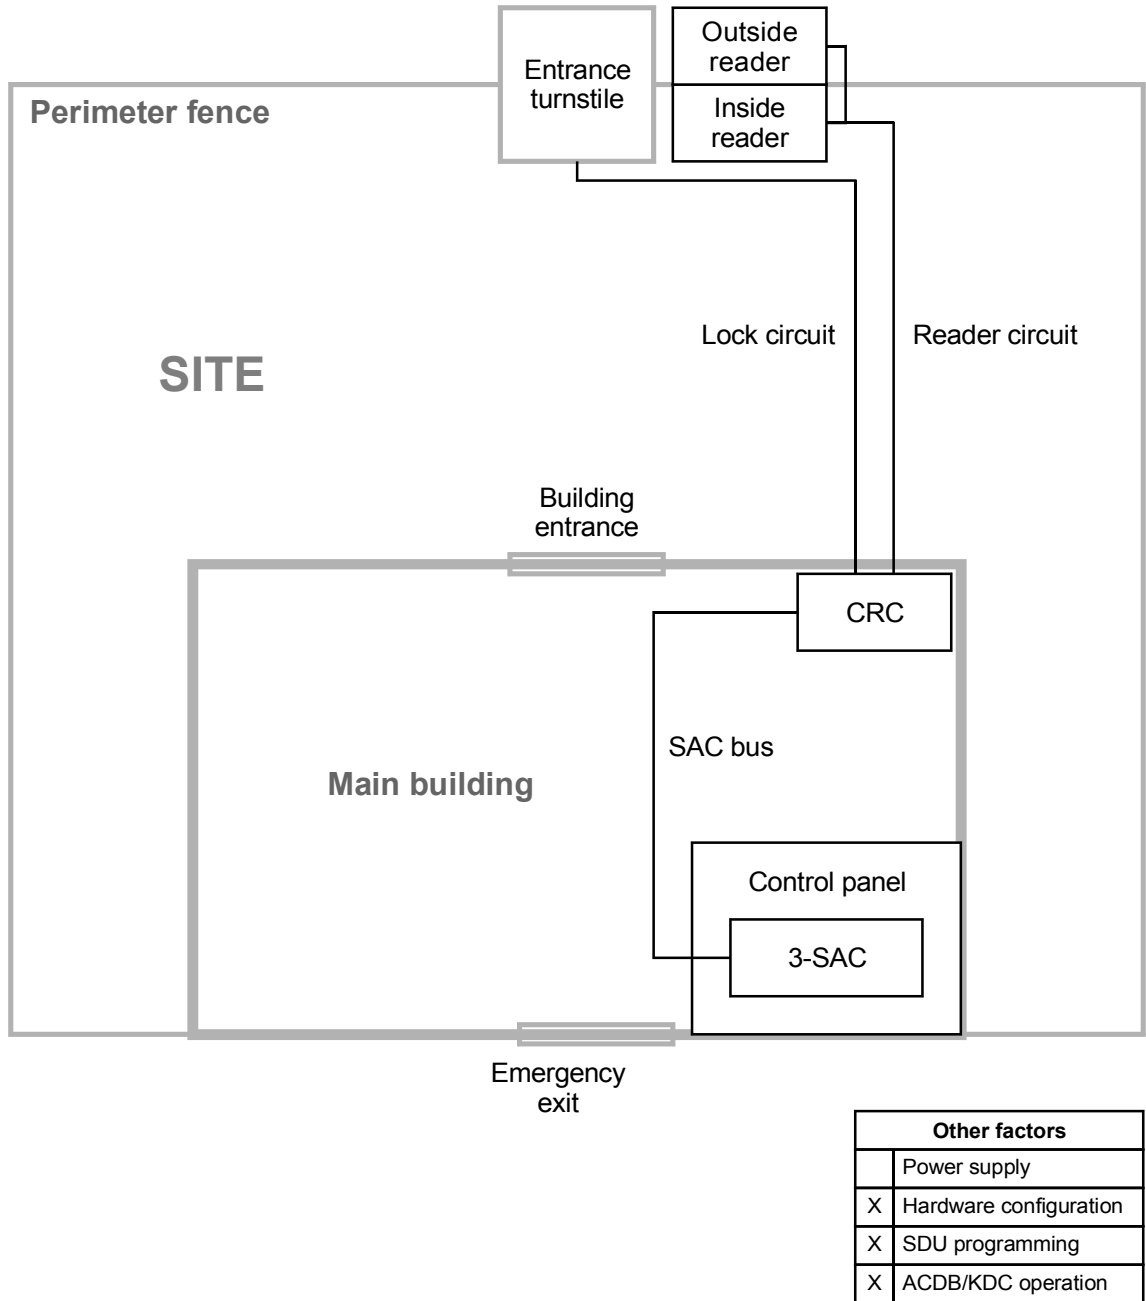 Outside
reader
Entrance
turnstile
Perimeter fence
Inside
reader
Lock circuit
Reader circuit
SITE
Building
entrance
CRC
SAC bus
Main building
Control panel
3-SAC
Emergency
exit
Other factors
Power supply
X Hardware configuration
X SDU programming
X ACDB/KDC operation